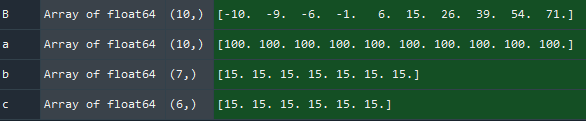 B Array of float64 (10,) [-10. -9. -6. -1. 6. 15. 26. 39. 54. 71.]
a Array of float64 (10,) [100. 100. 100. 100. 100. 100. 100. 100. 100. 100.]
b Array of float64 (7,) [15. 15. 15. 15. 15. 15. 15.]
c Array of float64 (6,) [15. 15. 15. 15. 15. 15.]